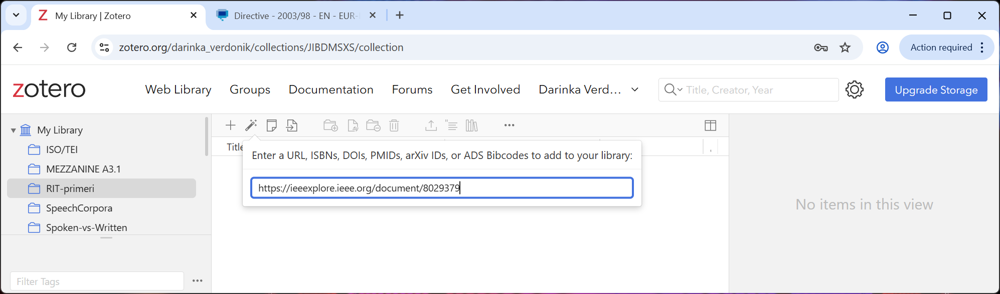 My Library | Zotero
Directive - 2003/98 - EN - EUR-
zotero.org/darinka_verdonik/collections/JIBDMSXS/collection
Action required
zotero
Web Library
Groups
Documentation
Forums
Get Involved
Darinka Verd...
Title, Creator, Year
Upgrade Storage
My Library
ISO/TEI
MEZZANINE A3.1
RIT-primeri
SpeechCorpora
Spoken-vs-Written
Filter Tags
Title
Enter a URL, ISBNs, DOIs, PMIDs, arXiv IDs, or ADS Bibcodes to add to your library:
https://ieeexplore.ieee.org/document/8029379
No items in this view